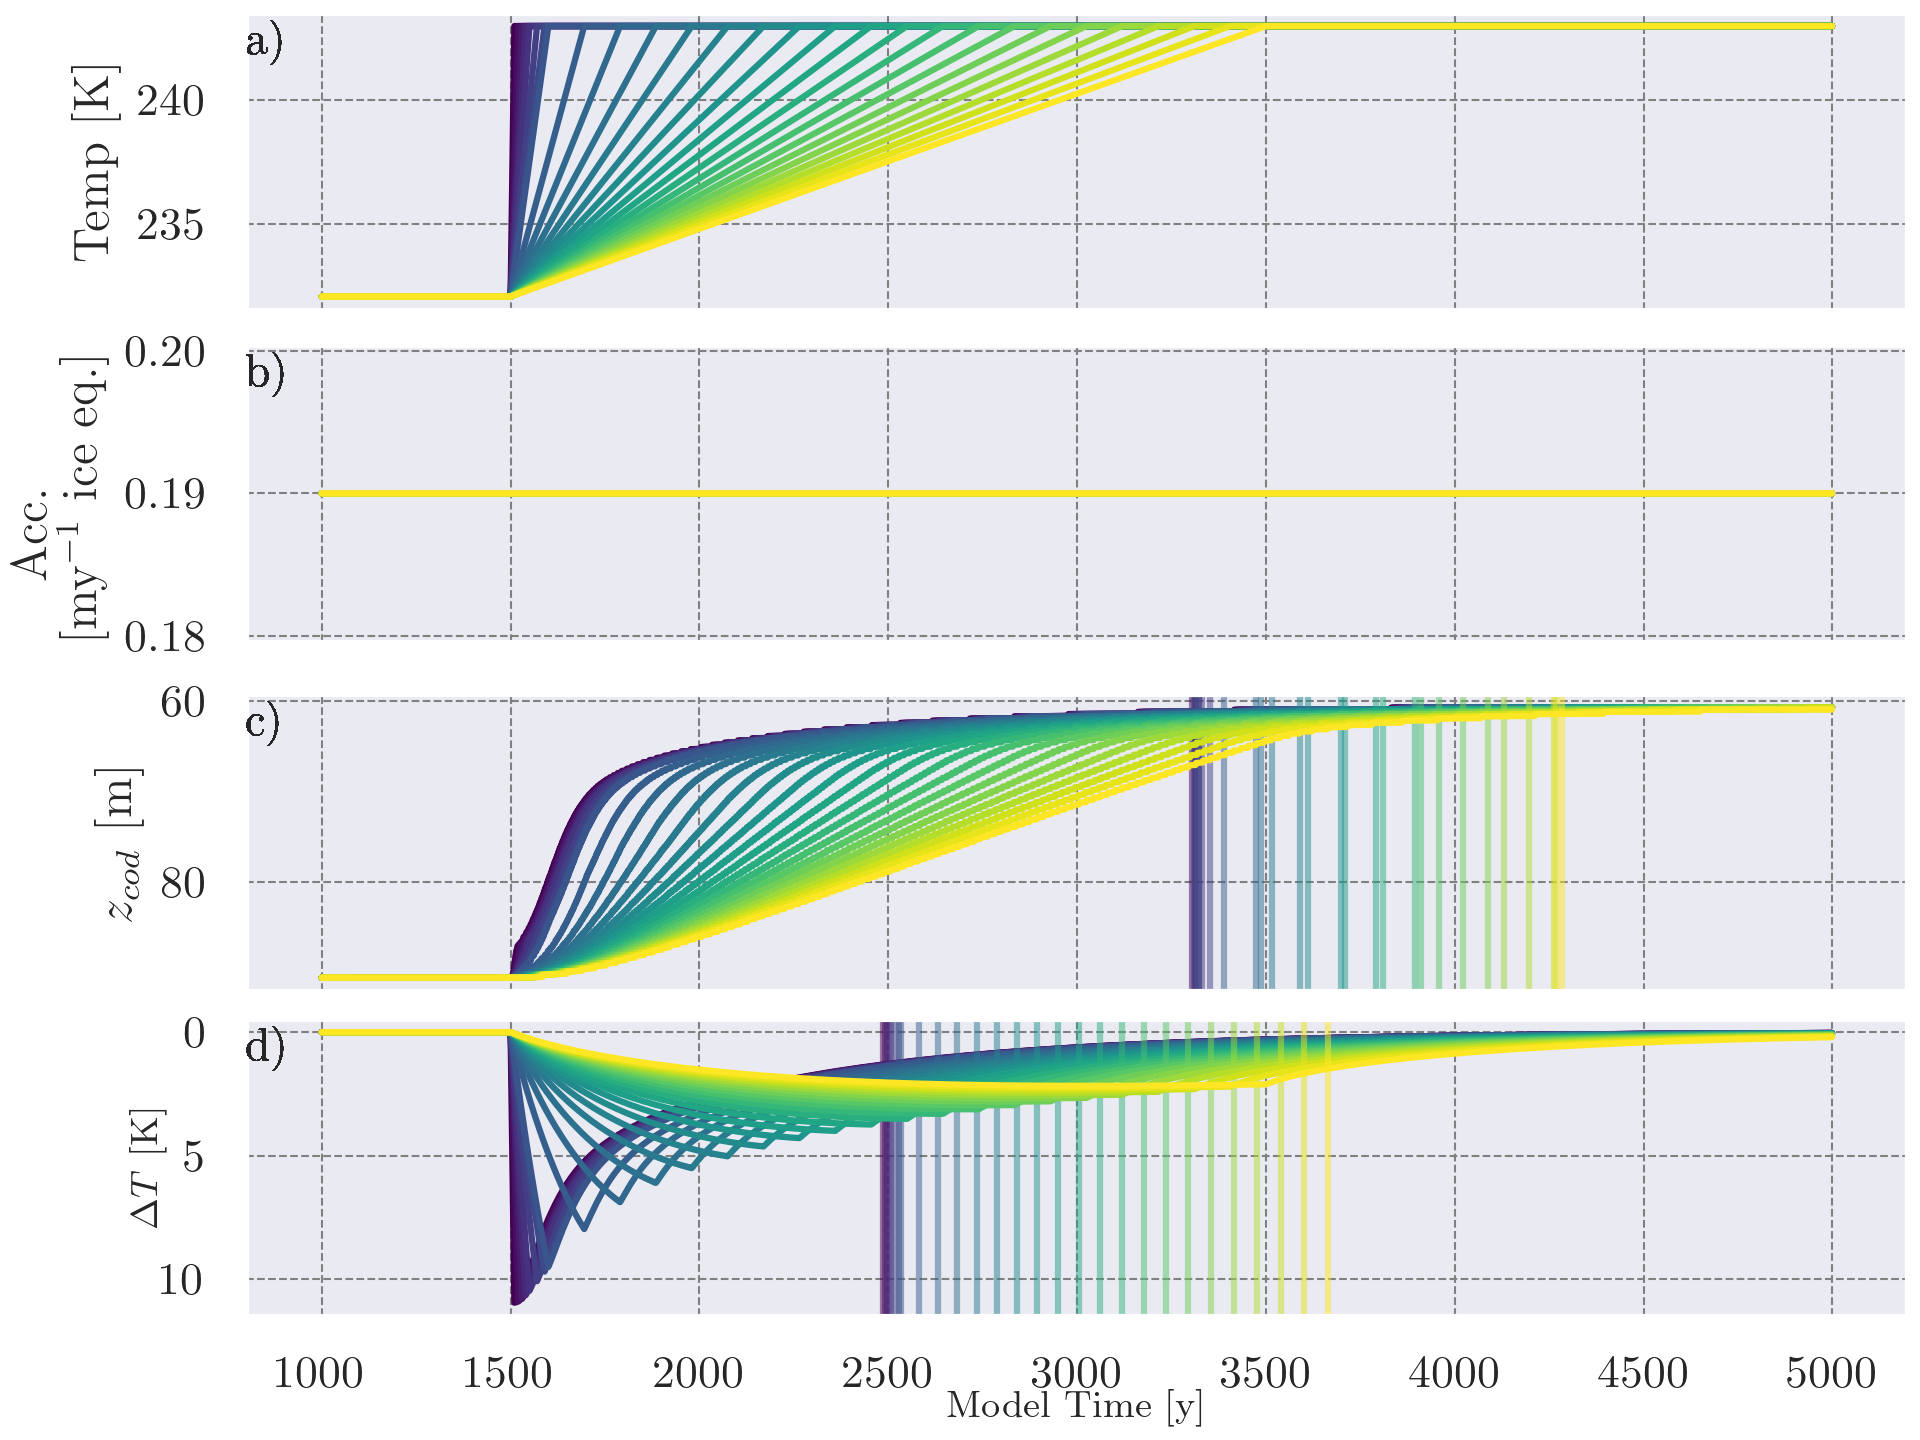 a)
Temp [K]
240
235
b)
Acc.
[my⁻¹ ice eq.]
0.20
0.19
0.18
c)
z_cod [m]
60
80
d)
ΔT [K]
0
5
10
1000 1500 2000 2500 3000 3500 4000 4500 5000
Model Time [y]